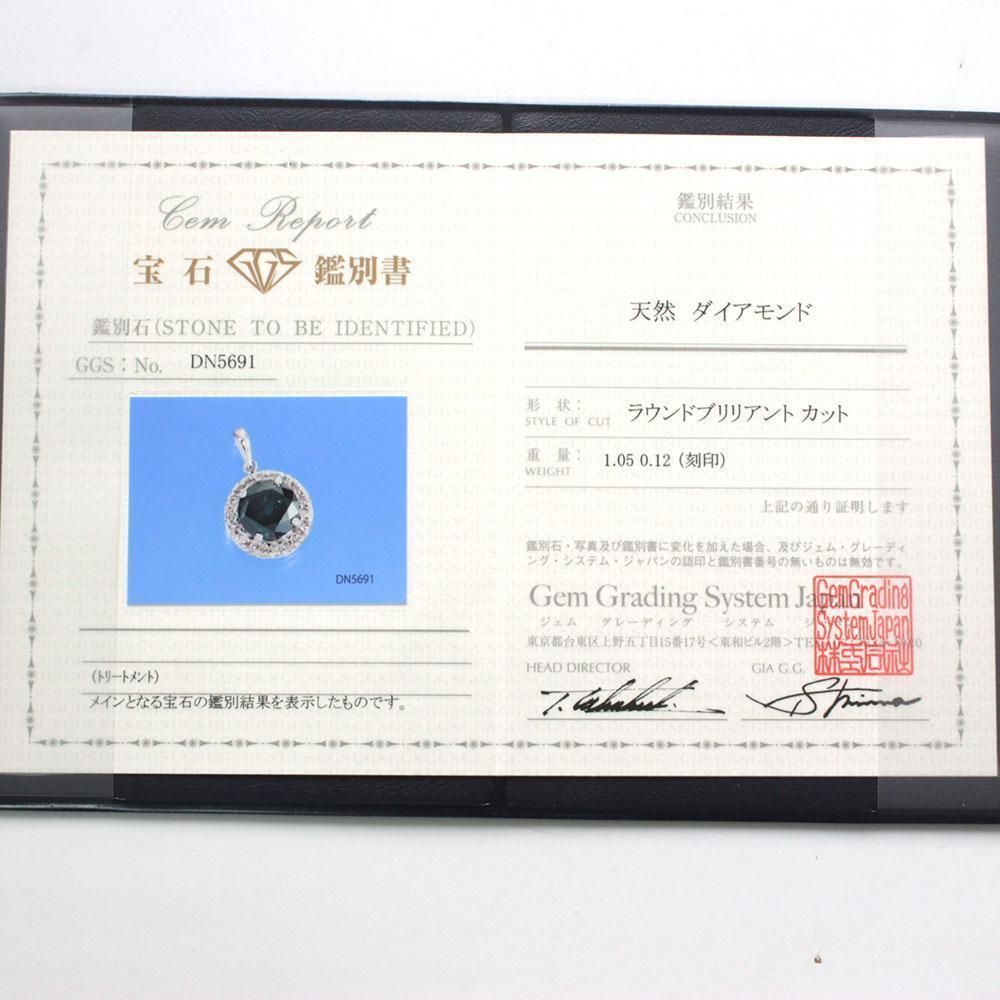 Gem Report
宝石 GGS 鑑別書
鑑別石(STONE TO BE IDENTIFIED)
GGS：No. DN5691
DN5691
(トリートメント)
メインとなる宝石の鑑別結果を表示したものです。
鑑別結果
CONCLUSION
天然 ダイアモンド
形 状：
STYLE OF CUT
ラウンドブリリアント カット
重 量：
WEIGHT
1.05 0.12 (刻印)
上記の通り証明します
鑑別石・写真及び鑑別書に変化を加えた場合、及びジェム・グレーディ
ング・システム・ジャパンの認印と鑑別書番号の無いものは無効です。
Gem Grading System
ジェム グレーディング システム
東京都台東区上野五丁目15番17号<東和ビル2階>
GemGrading
SystemJapan
株式会社
HEAD DIRECTOR
GIA G.G.